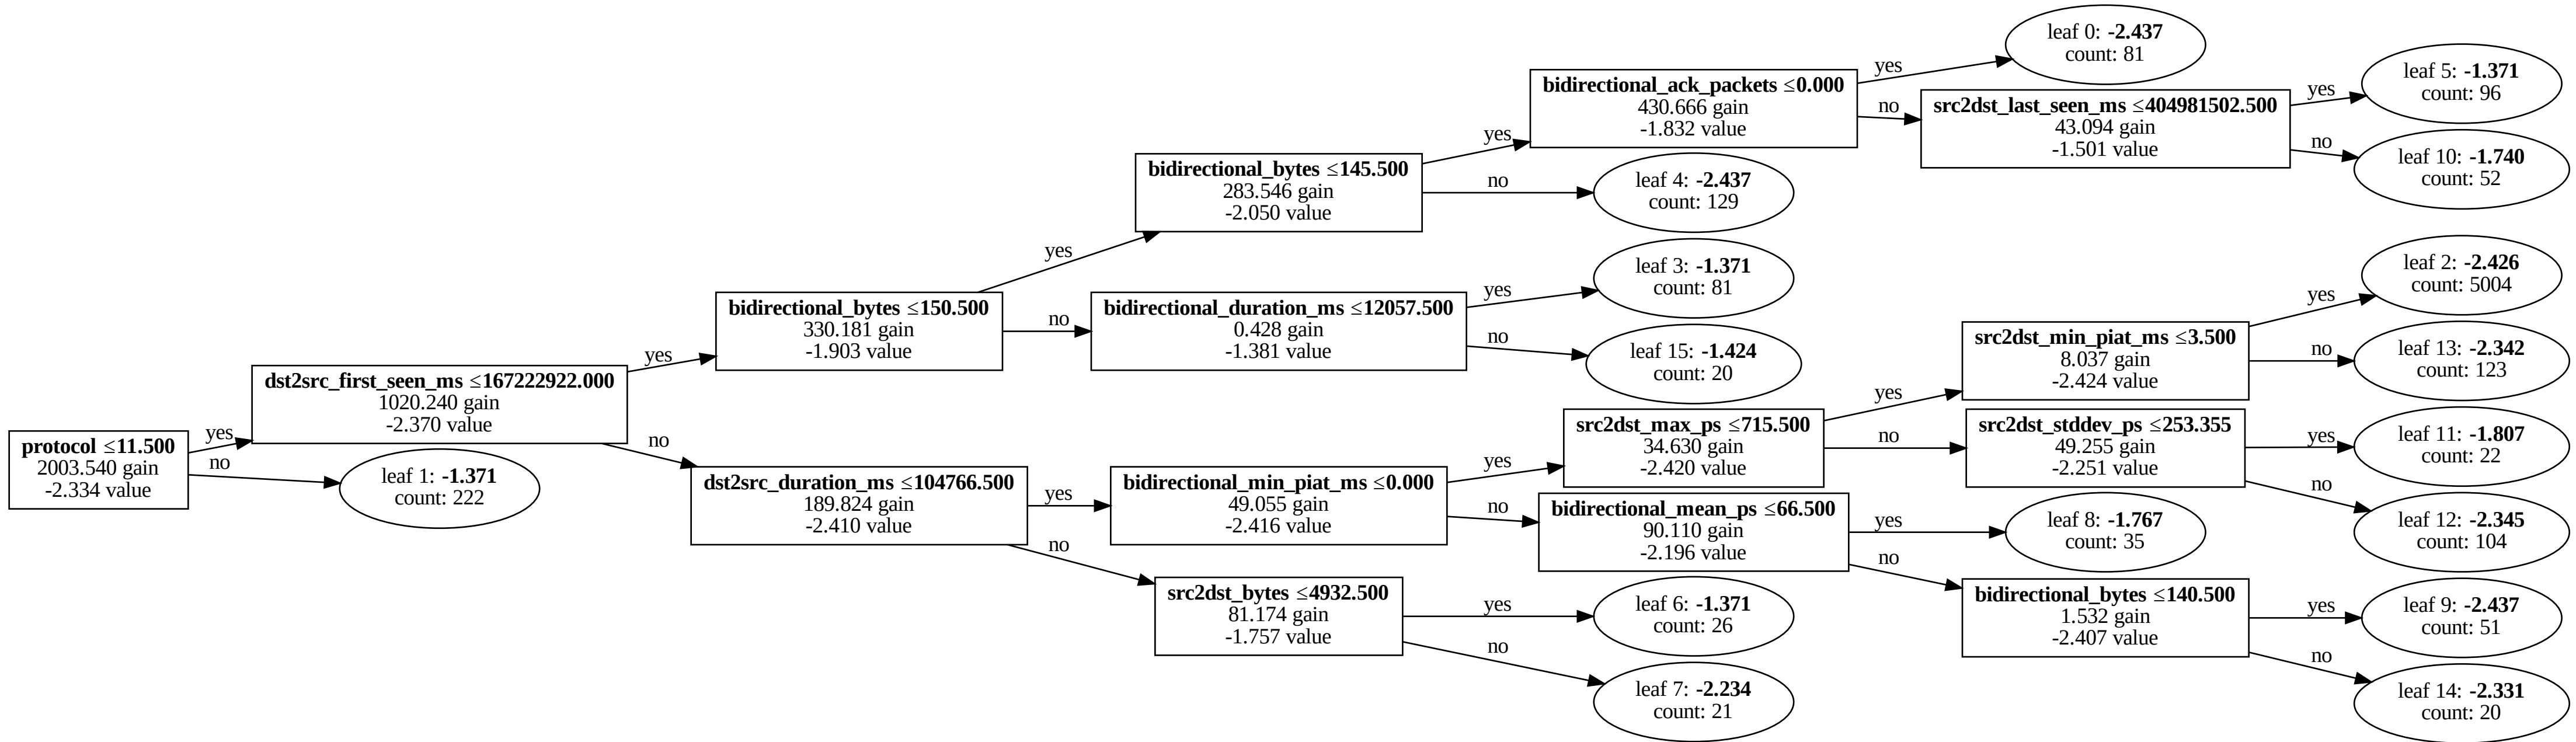 protocol ≤11.500
2003.540 gain
-2.334 value
yes
no
dst2src_first_seen_ms ≤167222922.000
1020.240 gain
-2.370 value
leaf 1: -1.371
count: 222
yes
no
bidirectional_bytes ≤150.500
330.181 gain
-1.903 value
dst2src_duration_ms ≤104766.500
189.824 gain
-2.410 value
yes
no
yes
no
bidirectional_bytes ≤145.500
283.546 gain
-2.050 value
bidirectional_duration_ms ≤12057.500
0.428 gain
-1.381 value
bidirectional_min_piat_ms ≤0.000
49.055 gain
-2.416 value
src2dst_bytes ≤4932.500
81.174 gain
-1.757 value
yes
no
yes
no
yes
no
yes
no
bidirectional_ack_packets ≤0.000
430.666 gain
-1.832 value
leaf 4: -2.437
count: 129
leaf 3: -1.371
count: 81
leaf 15: -1.424
count: 20
src2dst_max_ps ≤715.500
34.630 gain
-2.420 value
bidirectional_mean_ps ≤66.500
90.110 gain
-2.196 value
leaf 6: -1.371
count: 26
leaf 7: -2.234
count: 21
yes
no
yes
no
yes
no
leaf 0: -2.437
count: 81
src2dst_last_seen_ms ≤404981502.500
43.094 gain
-1.501 value
src2dst_min_piat_ms ≤3.500
8.037 gain
-2.424 value
src2dst_stddev_ps ≤253.355
49.255 gain
-2.251 value
leaf 8: -1.767
count: 35
bidirectional_bytes ≤140.500
1.532 gain
-2.407 value
yes
no
yes
no
yes
no
yes
no
leaf 5: -1.371
count: 96
leaf 10: -1.740
count: 52
leaf 2: -2.426
count: 5004
leaf 13: -2.342
count: 123
leaf 11: -1.807
count: 22
leaf 12: -2.345
count: 104
leaf 9: -2.437
count: 51
leaf 14: -2.331
count: 20